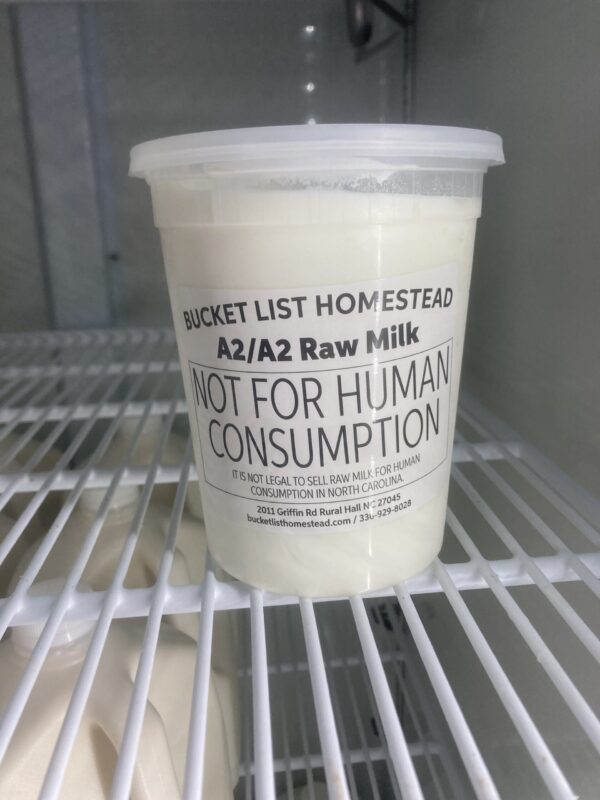 BUCKET LIST HOMESTEAD
A2/A2 Raw Milk
NOT FOR HUMAN
CONSUMPTION
IT IS NOT LEGAL TO SELL RAW MILK FOR HUMAN
CONSUMPTION IN NORTH CAROLINA.
2011 Griffin Rd Rural Hall NC 27045
bucketlisthomestead.com / 336-929-8028